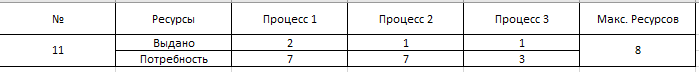 № Ресурсы Процесс 1 Процесс 2 Процесс 3 Макс. Ресурсов
11 Выдано 2 1 1 8
Потребность 7 7 3